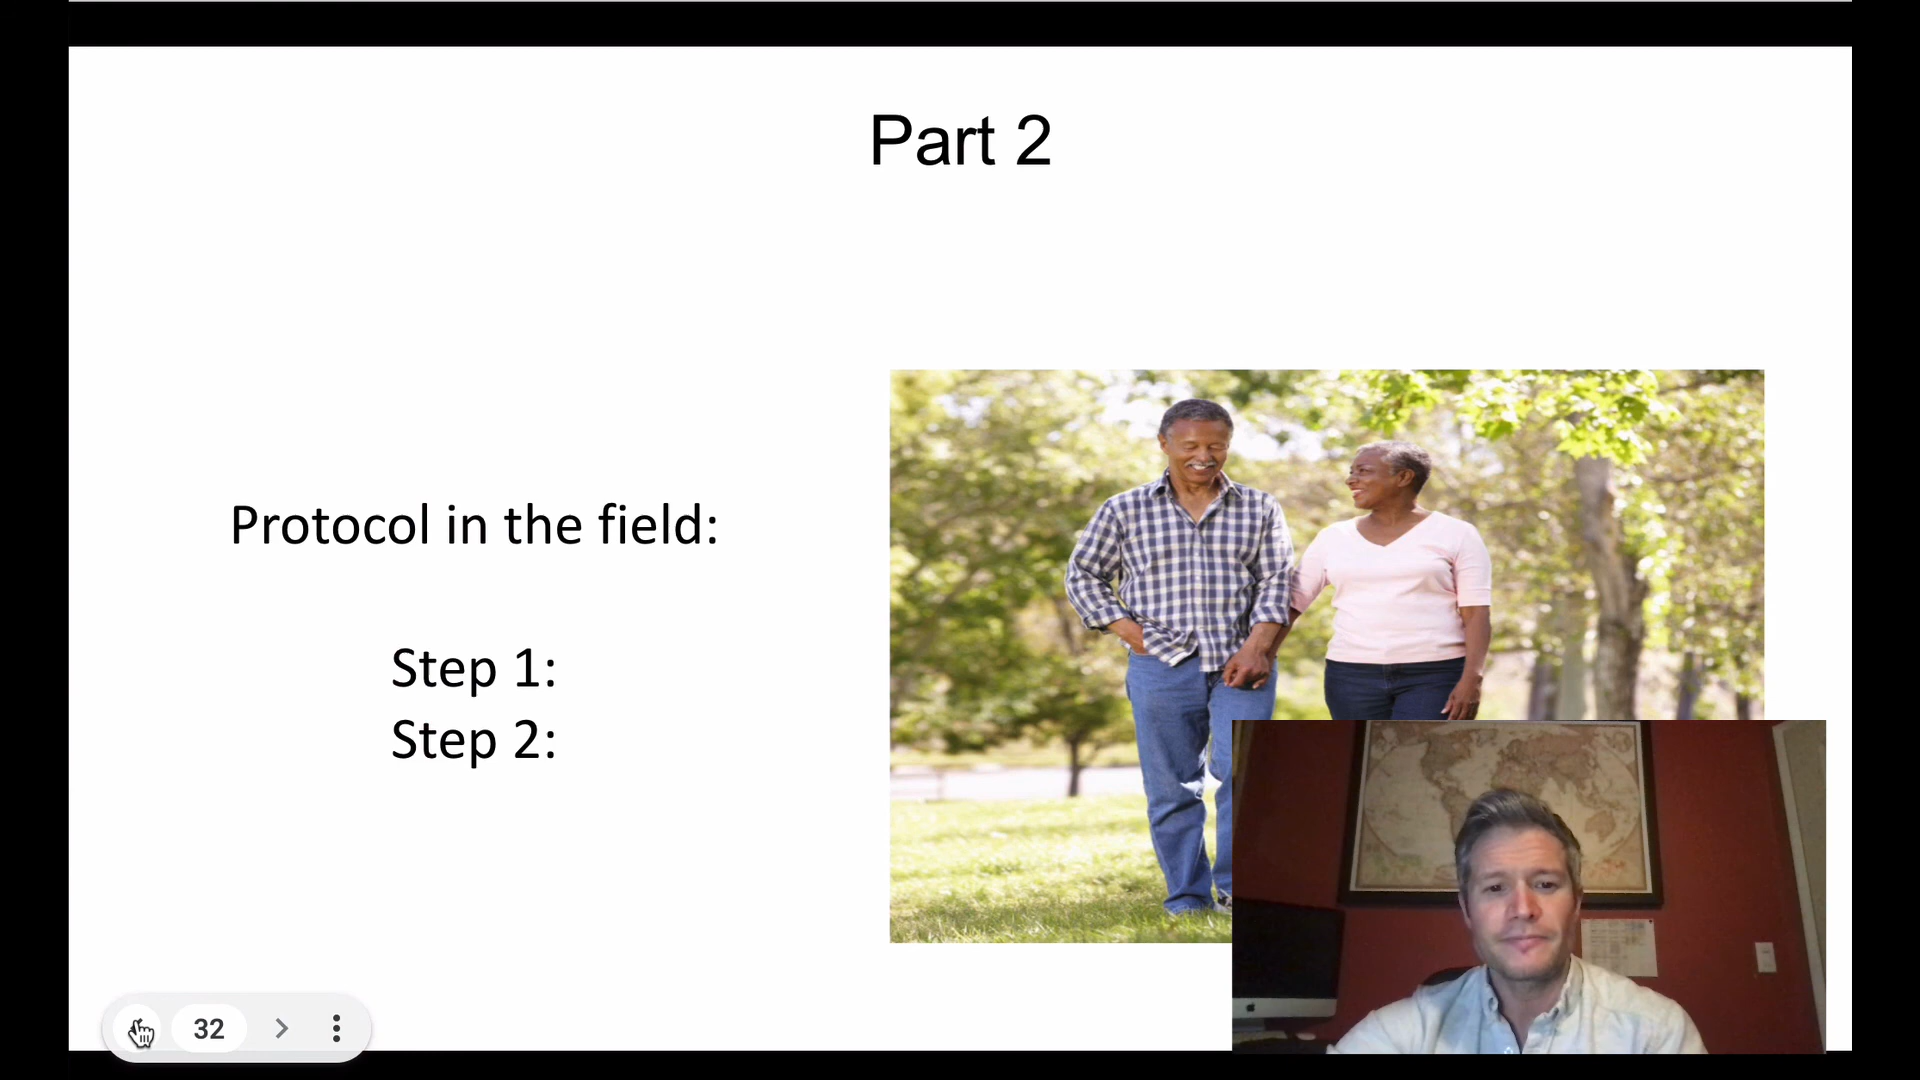 Part 2
Protocol in the field:
Step 1:
Step 2:
32